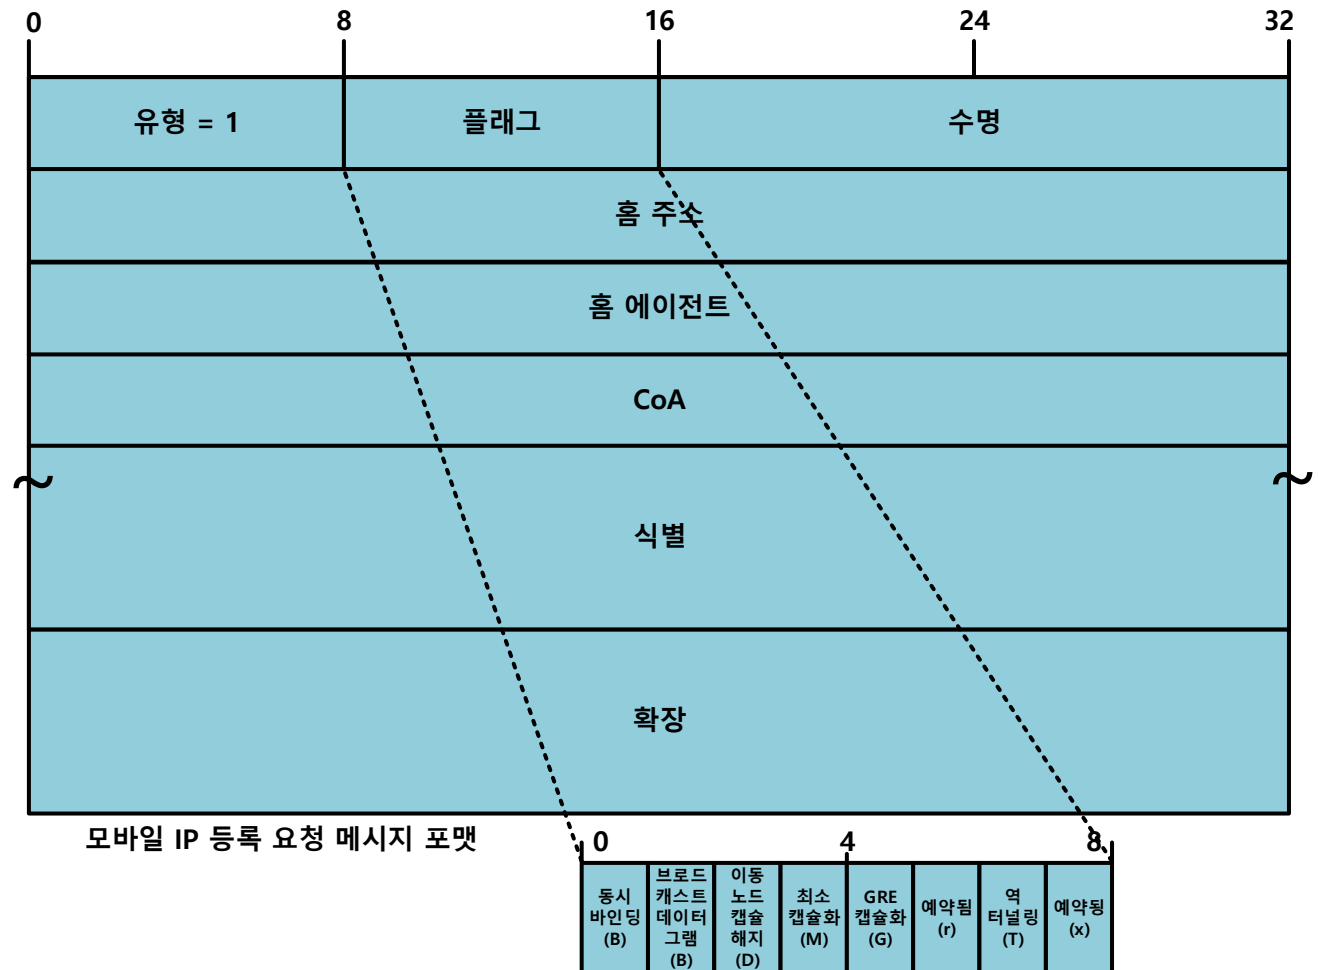 0 8 16 24 32
유형 = 1 플래그 수명
홈 주소
홈 에이전트
CoA
~ ~
식별
확장
모바일 IP 등록 요청 메시지 포맷
0 4 8
동시
바인딩
(B)
브로드
캐스트
데이터
그램
(B)
이동
노드
캡슐
해지
(D)
최소
캡슐화
(M)
GRE
캡슐화
(G)
예약됨
(r)
역
터널링
(T)
예약됭
(x)